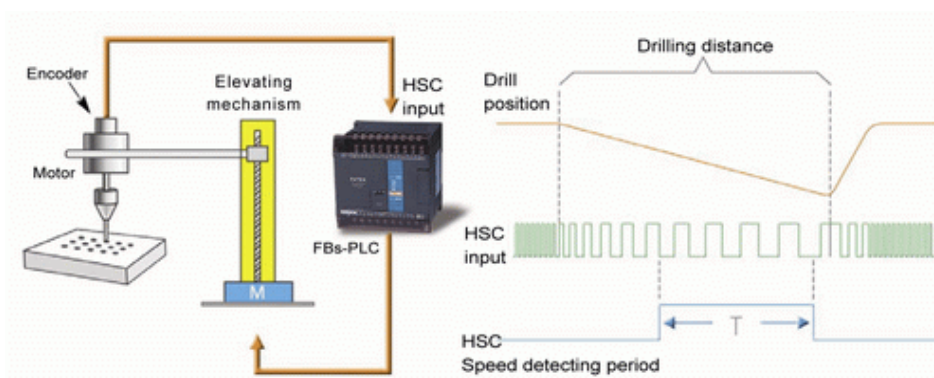 Encoder
Motor
Elevating
mechanism
M
HSC
input
FBs-PLC
Drilling distance
Drill
position
HSC
input
T
HSC
Speed detecting period